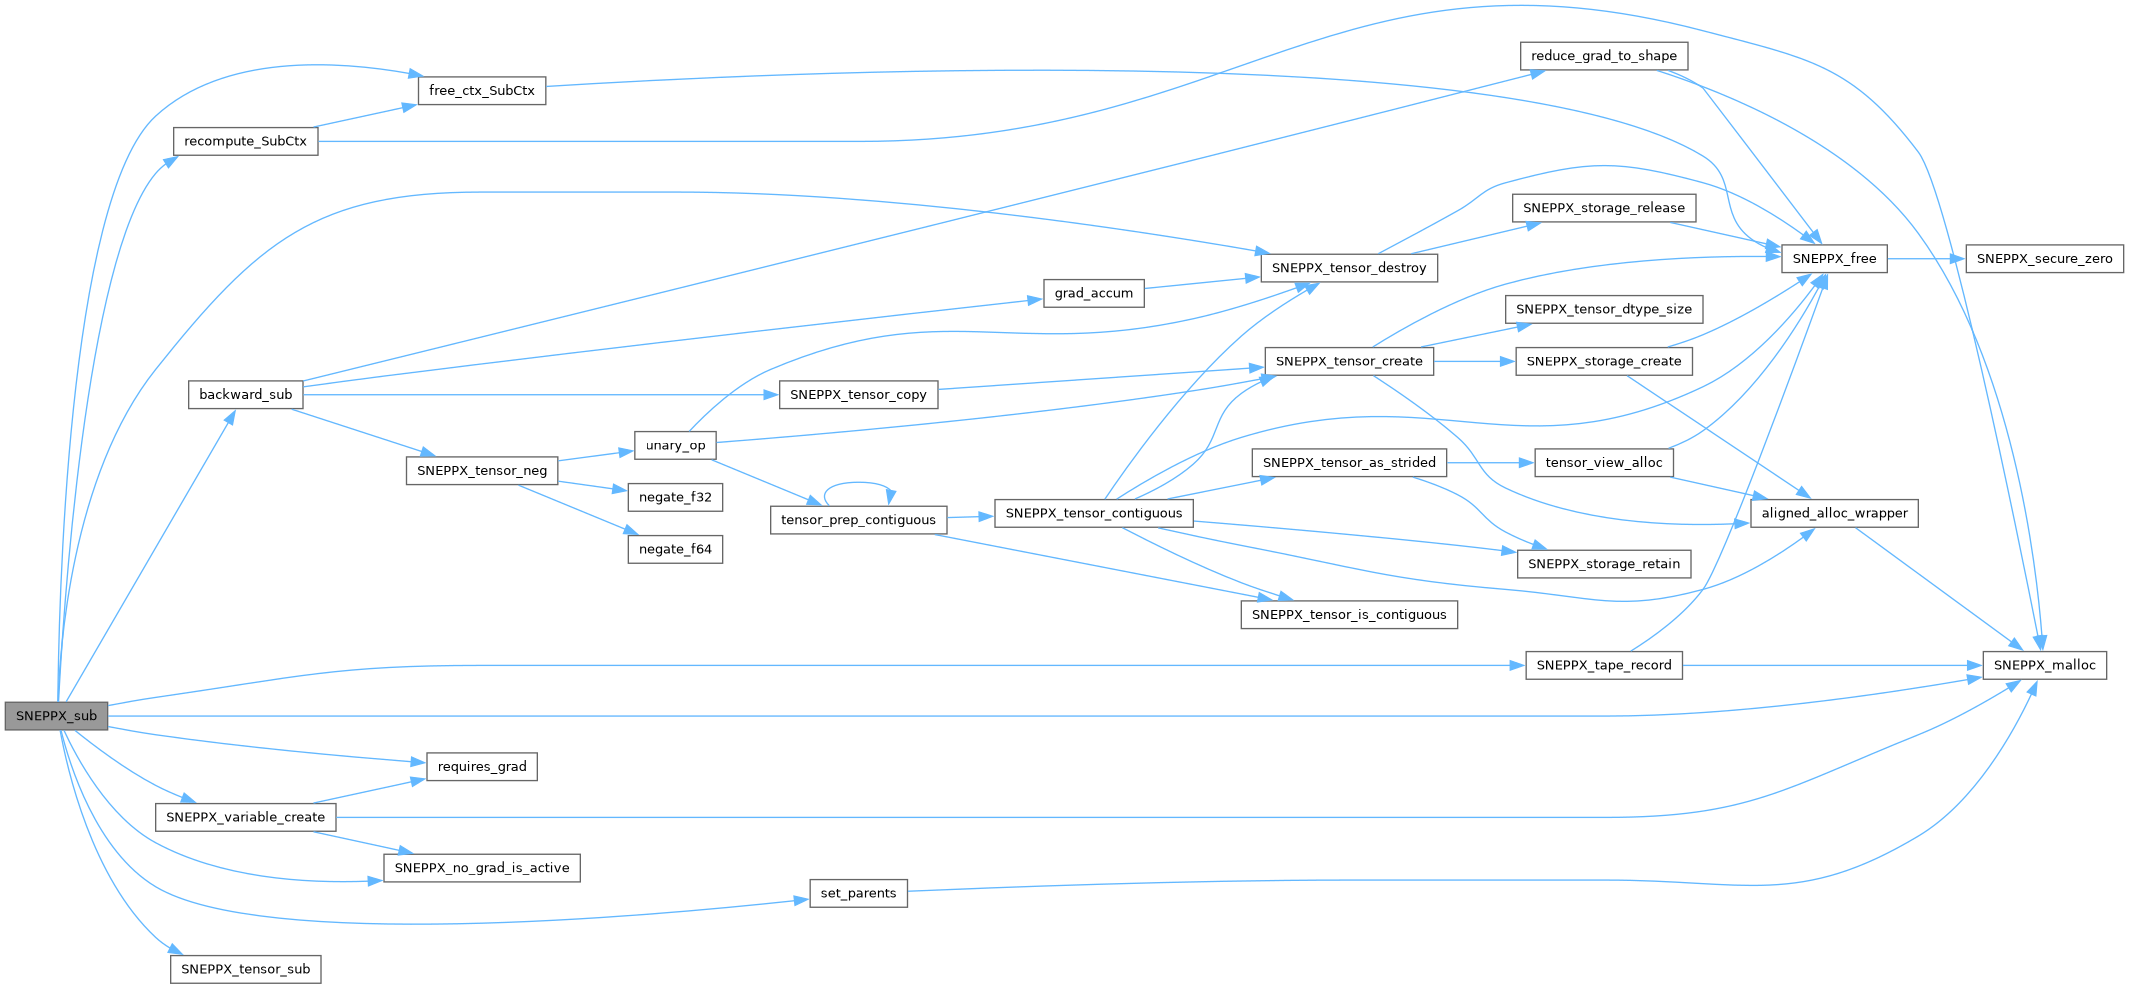 reduce_grad_to_shape
free_ctx_SubCtx
recompute_SubCtx
SNEPPX_storage_release
SNEPPX_free
SNEPPX_secure_zero
SNEPPX_tensor_destroy
grad_accum
SNEPPX_tensor_dtype_size
SNEPPX_tensor_create
SNEPPX_storage_create
backward_sub
SNEPPX_tensor_copy
unary_op
SNEPPX_tensor_neg
SNEPPX_tensor_as_strided
tensor_view_alloc
negate_f32
tensor_prep_contiguous
SNEPPX_tensor_contiguous
aligned_alloc_wrapper
negate_f64
SNEPPX_storage_retain
SNEPPX_tensor_is_contiguous
SNEPPX_tape_record
SNEPPX_malloc
SNEPPX_sub
requires_grad
SNEPPX_variable_create
SNEPPX_no_grad_is_active
set_parents
SNEPPX_tensor_sub